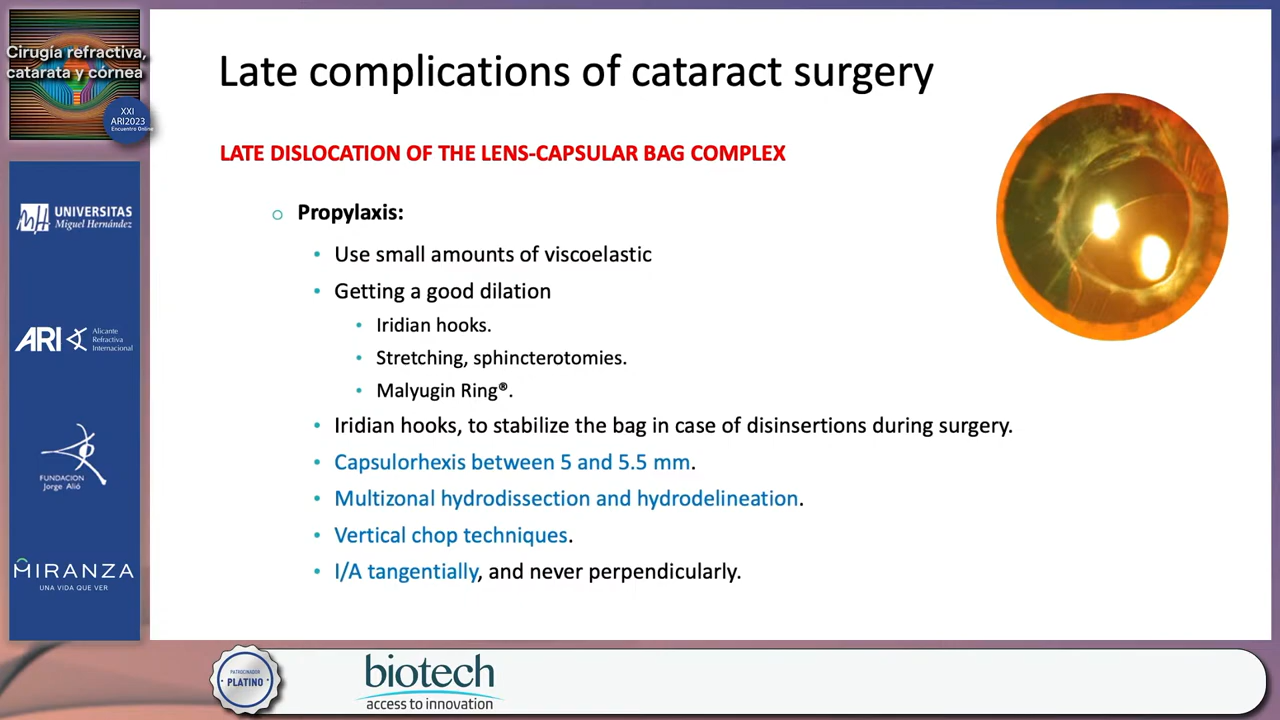 Cirugía refractiva,
catarata y córnea
XXI
ARI2023
Encuentro Online
Late complications of cataract surgery
LATE DISLOCATION OF THE LENS-CAPSULAR BAG COMPLEX
Propylaxis:
Use small amounts of viscoelastic
Getting a good dilation
Iridian hooks.
Stretching, sphincterotomies.
Malyugin Ring®.
Iridian hooks, to stabilize the bag in case of disinsertions during surgery.
Capsulorhexis between 5 and 5.5 mm.
Multizonal hydrodissection and hydrodelineation.
Vertical chop techniques.
I/A tangentially, and never perpendicularly.
UH
UNIVERSITAS
Miguel Hernández
ARI
Alicante
Refractiva
Internacional
FUNDACION
Jorge Alió
MIRANZA
UNA VIDA QUE VER
PATROCINADOR
PLATINO
biotech
access to innovation